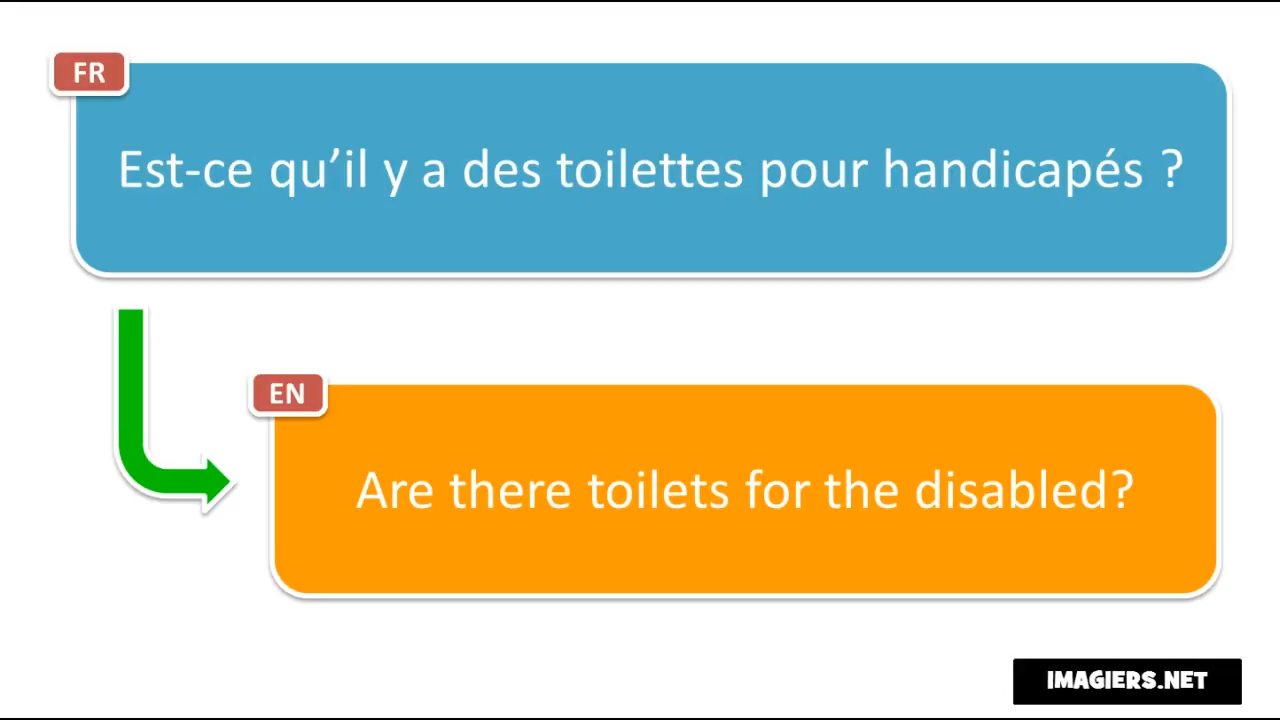 FR
Est-ce qu’il y a des toilettes pour handicapés ?
EN
Are there toilets for the disabled?
IMAGIERS.NET